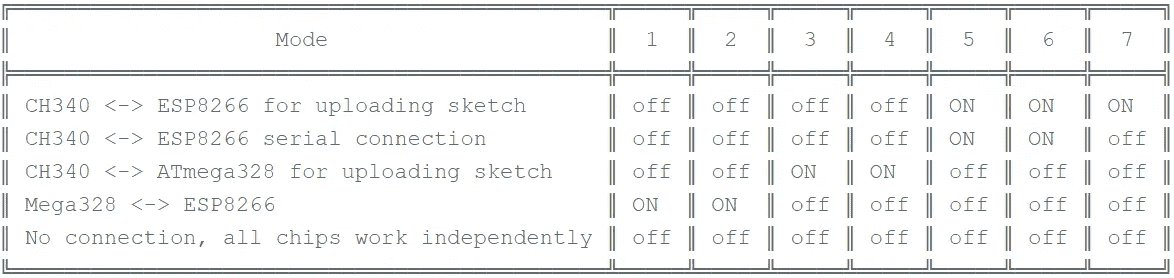 Mode 1 2 3 4 5 6 7
CH340 <-> ESP8266 for uploading sketch off off off off ON ON ON
CH340 <-> ESP8266 serial connection off off off off ON ON off
CH340 <-> ATmega328 for uploading sketch off off ON ON off off off
Mega328 <-> ESP8266 ON ON off off off off off
No connection, all chips work independently off off off off off off off